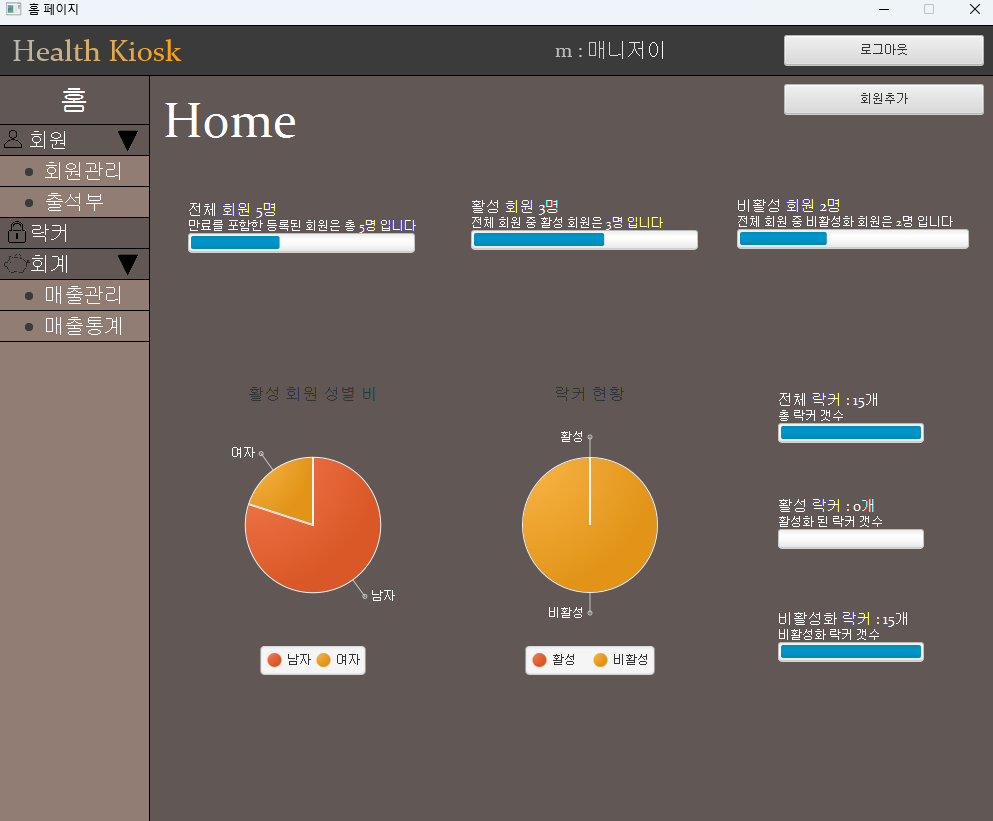 홈 페이지
Health Kiosk
m : 매니저이
로그아웃
홈
회원
회원관리
출석부
락커
회계
매출관리
매출통계
Home
회원추가
전체 회원 5명
만료를 포함한 등록된 회원은 총 5명 입니다
활성 회원 3명
전체 회원 중 활성 회원은 3명 입니다
비활성 회원 2명
전체 회원 중 비활성화 회원은 2명 입니다
활성 회원 성별 비
여자
남자
남자 여자
락커 현황
활성
비활성
활성 비활성
전체 락커 : 15개
총 락커 갯수
활성 락커 : 0개
활성화 된 락커 갯수
비활성화 락커 : 15개
비활성화 락커 갯수